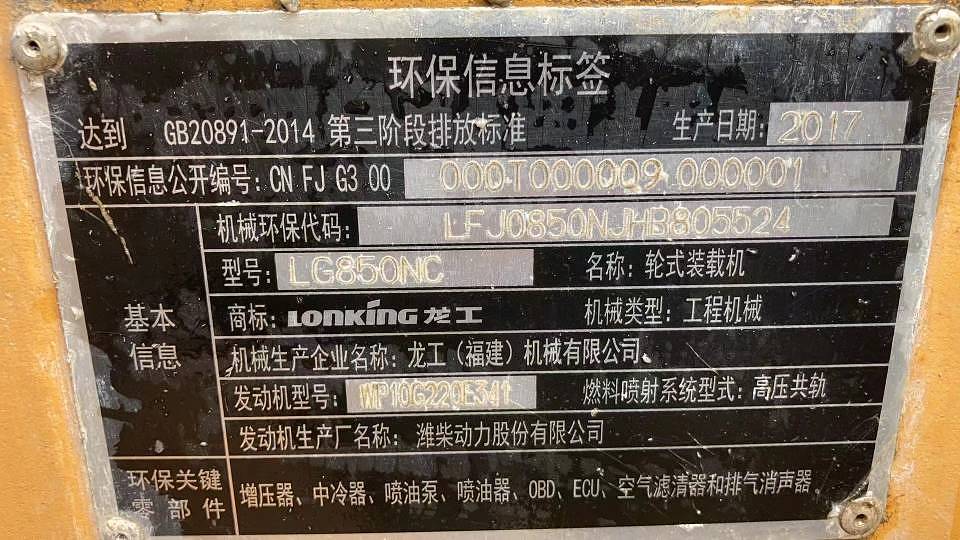 环保信息标签
达到 GB20891-2014 第三阶段排放标准 生产日期: 2017
环保信息公开编号: CN FJ G3 00 000T000009 000001
机械环保代码: LFJ0850NJHB805524
型号: LG850NC 名称: 轮式装载机
基本信息
商标: LONKING 龙工 机械类型: 工程机械
机械生产企业名称: 龙工（福建）机械有限公司
发动机型号: WP10G220E341 燃料喷射系统型式: 高压共轨
发动机生产厂名称: 潍柴动力股份有限公司
环保关键零部件 增压器、中冷器、喷油泵、喷油器、OBD、ECU、空气滤清器和排气消声器